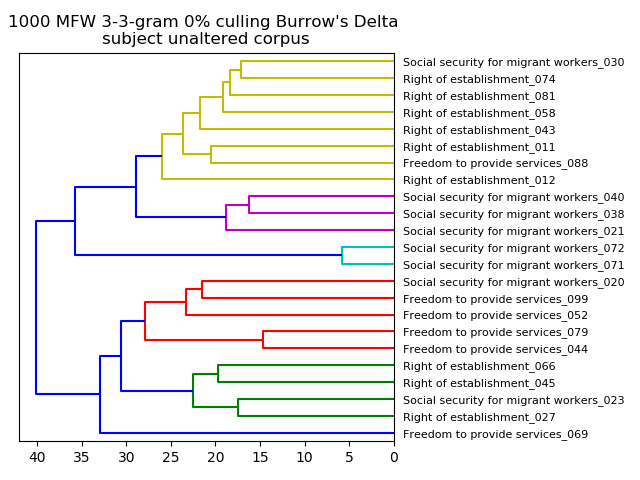 1000 MFW 3-3-gram 0% culling Burrow's Delta
subject unaltered corpus
Social security for migrant workers_030
Right of establishment_074
Right of establishment_081
Right of establishment_058
Right of establishment_043
Right of establishment_011
Freedom to provide services_088
Right of establishment_012
Social security for migrant workers_040
Social security for migrant workers_038
Social security for migrant workers_021
Social security for migrant workers_072
Social security for migrant workers_071
Social security for migrant workers_020
Freedom to provide services_099
Freedom to provide services_052
Freedom to provide services_079
Freedom to provide services_044
Right of establishment_066
Right of establishment_045
Social security for migrant workers_023
Right of establishment_027
Freedom to provide services_069
40 35 30 25 20 15 10 5 0